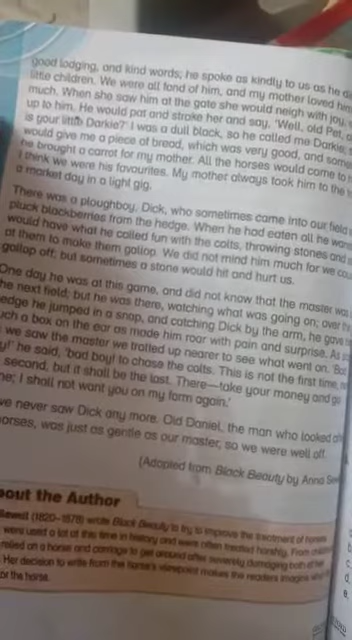 good lodging, and kind words; he spoke as kindly to us as he di
little children. We were all fond of him, and my mother loved him
much. When she saw him at the gate she would neigh with joy,
up to him. He would pat and stroke her and say, 'Well, old Pet, a
is your little Darkie?' I was a dull black, so he called me Darkie;
would give me a piece of bread, which was very good, and some
he brought a carrot for my mother. All the horses would come to
I think we were his favourites. My mother always took him to the
a market day in a light gig.
There was a ploughboy, Dick, who sometimes came into our field
pluck blackberries from the hedge. When he had eaten all he wan
would have what he called fun with the colts, throwing stones and
at them to make them gallop. We did not mind him much for we cou
gallop off; but sometimes a stone would hit and hurt us.
One day he was at this game, and did not know that the master was
he next field; but he was there, watching what was going on; over th
edge he jumped in a snap, and catching Dick by the arm, he gave
uch a box on the ear as made him roar with pain and surprise. As
we saw the master we trotted up nearer to see what went on. 'Bad
y!' he said, 'bad boy! to chase the colts. This is not the first time,
second, but it shall be the last. There—take your money and go
me; I shall not want you on my farm again.'
we never saw Dick any more. Old Daniel, the man who looked
horses, was just as gentle as our master, so we were well off.
(Adapted from Black Beauty by Anna Sew
bout the Author
Sewell (1820–1878) wrote Black Beauty to try to improve the treatment of horses
were used a lot at this time in history and were often treated harshly. From
relied on a horse and carriage to get around after severely damaging both of her
Her decision to write from the horse's viewpoint makes the readers imagine
or the horse.
b
c.
d.
e.